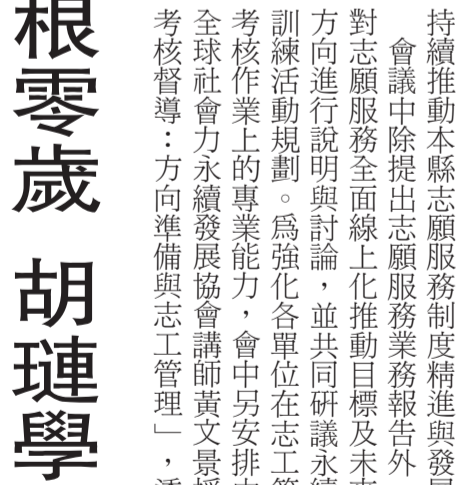 持續推動本縣志願服務制度精進與發
會議中除提出志願服務業務報告外
對志願服務全面線上化推動目標及未
方向進行說明與討論，並共同研議永
訓練活動規劃。為強化各單位在志工
考核作業上的專業能力，會中另安排
全球社會力永續發展協會講師黃文景
考核督導：方向準備與志工管理」，
根零歲 胡璉學